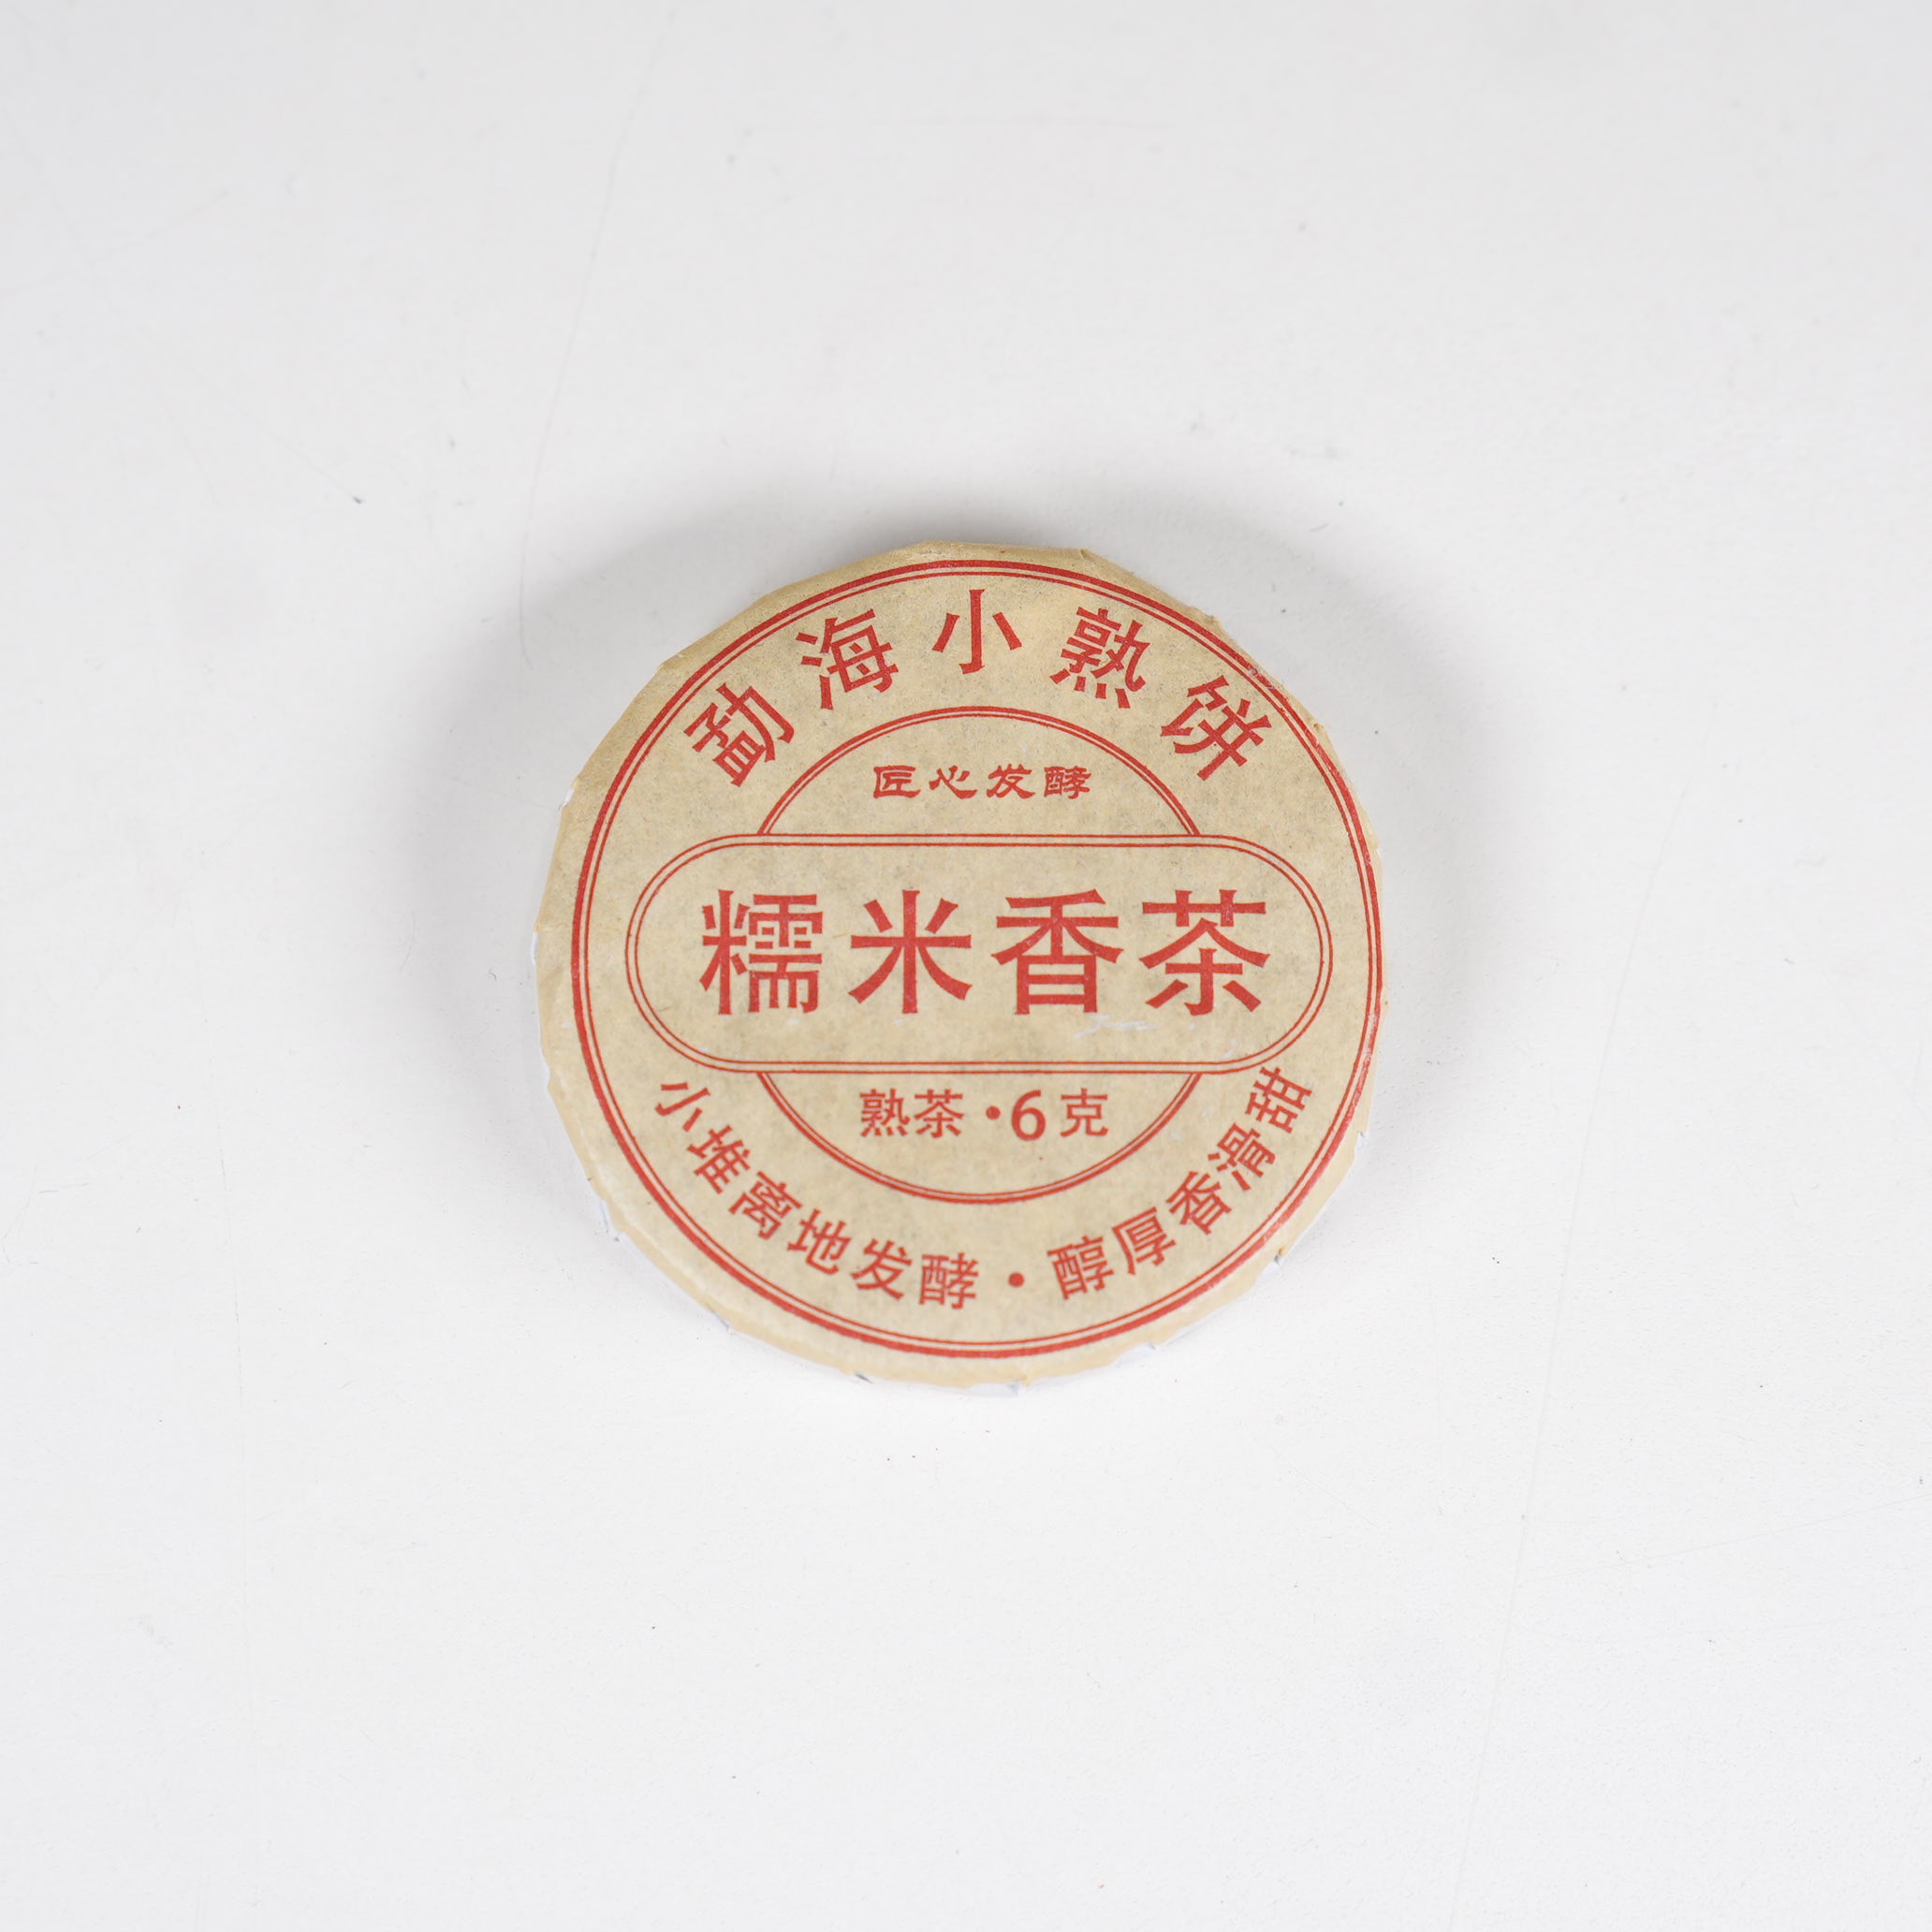 勐海小熟饼
匠心发酵
糯米香茶
熟茶·6克
小堆离地发酵·醇厚香滑甜